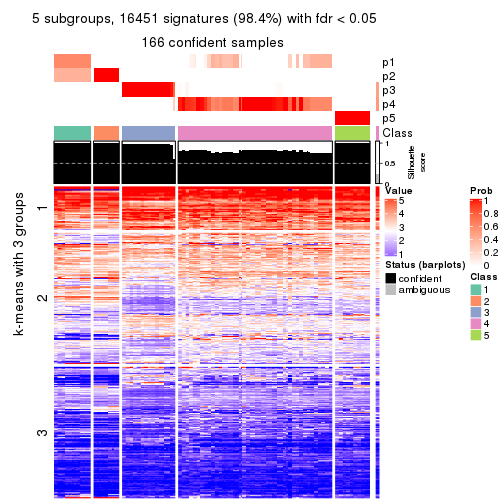 5 subgroups, 16451 signatures (98.4%) with fdr < 0.05
166 confident samples
p1
p2
p3
p4
p5
Class
1
0.5
0
Silhouette
score
k-means with 3 groups
1
2
3
Value
5
4
3
2
1
Status (barplots)
confident
ambiguous
Prob
1
0.8
0.6
0.4
0.2
0
Class
1
2
3
4
5